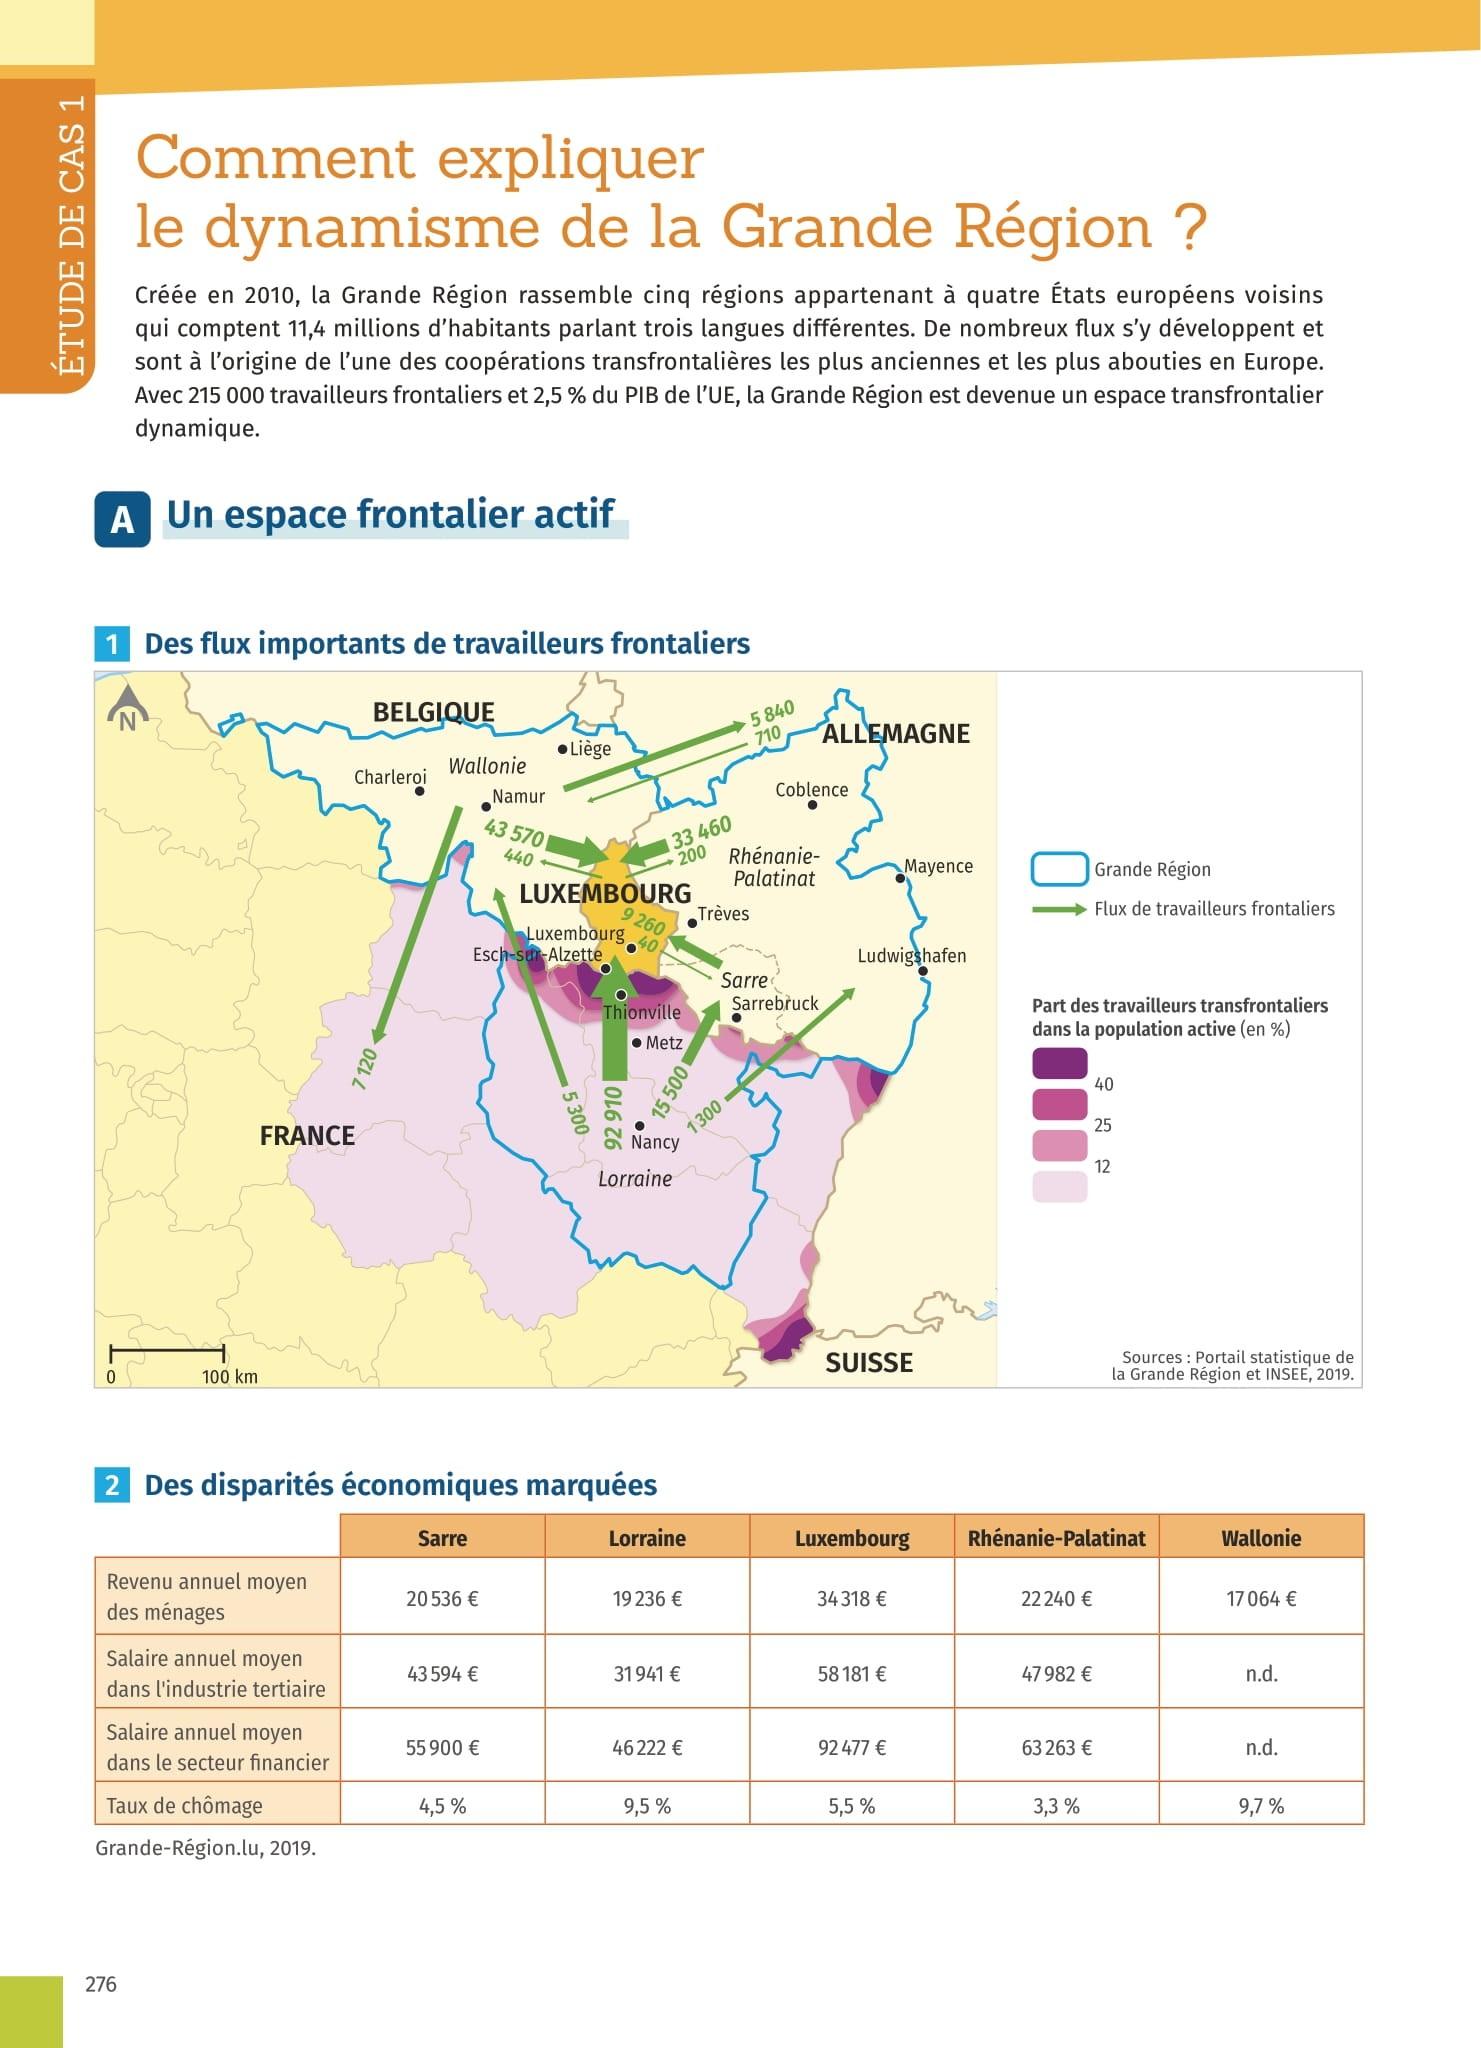 ÉTUDE DE CAS 1
Comment expliquer
le dynamisme de la Grande Région ?
Créée en 2010, la Grande Région rassemble cinq régions appartenant à quatre États européens voisins
qui comptent 11,4 millions d’habitants parlant trois langues différentes. De nombreux flux s’y développent et
sont à l’origine de l’une des coopérations transfrontalières les plus anciennes et les plus abouties en Europe.
Avec 215 000 travailleurs frontaliers et 2,5 % du PIB de l’UE, la Grande Région est devenue un espace transfrontalier
dynamique.
A Un espace frontalier actif
1 Des flux importants de travailleurs frontaliers
N
BELGIQUE
5 840
710
ALLEMAGNE
Liège
Wallonie
Charleroi
Namur
Coblence
43 570
440
33 460
200
Rhénanie-
Palatinat
Mayence
LUXEMBOURG
9 260
40
Trèves
Luxembourg
Esch-sur-Alzette
Ludwigshafen
Sarre
Sarrebruck
Thionville
Metz
7 120
5 300
92 910
15 500
1 300
FRANCE
Nancy
Lorraine
SUISSE
0 100 km
Grande Région
Flux de travailleurs frontaliers
Part des travailleurs transfrontaliers
dans la population active (en %)
40
25
12
Sources : Portail statistique de
la Grande Région et INSEE, 2019.
2 Des disparités économiques marquées
Sarre Lorraine Luxembourg Rhénanie-Palatinat Wallonie
Revenu annuel moyen
des ménages
20 536 € 19 236 € 34 318 € 22 240 € 17 064 €
Salaire annuel moyen
dans l'industrie tertiaire
43 594 € 31 941 € 58 181 € 47 982 € n.d.
Salaire annuel moyen
dans le secteur financier
55 900 € 46 222 € 92 477 € 63 263 € n.d.
Taux de chômage 4,5 % 9,5 % 5,5 % 3,3 % 9,7 %
Grande-Région.lu, 2019.
276